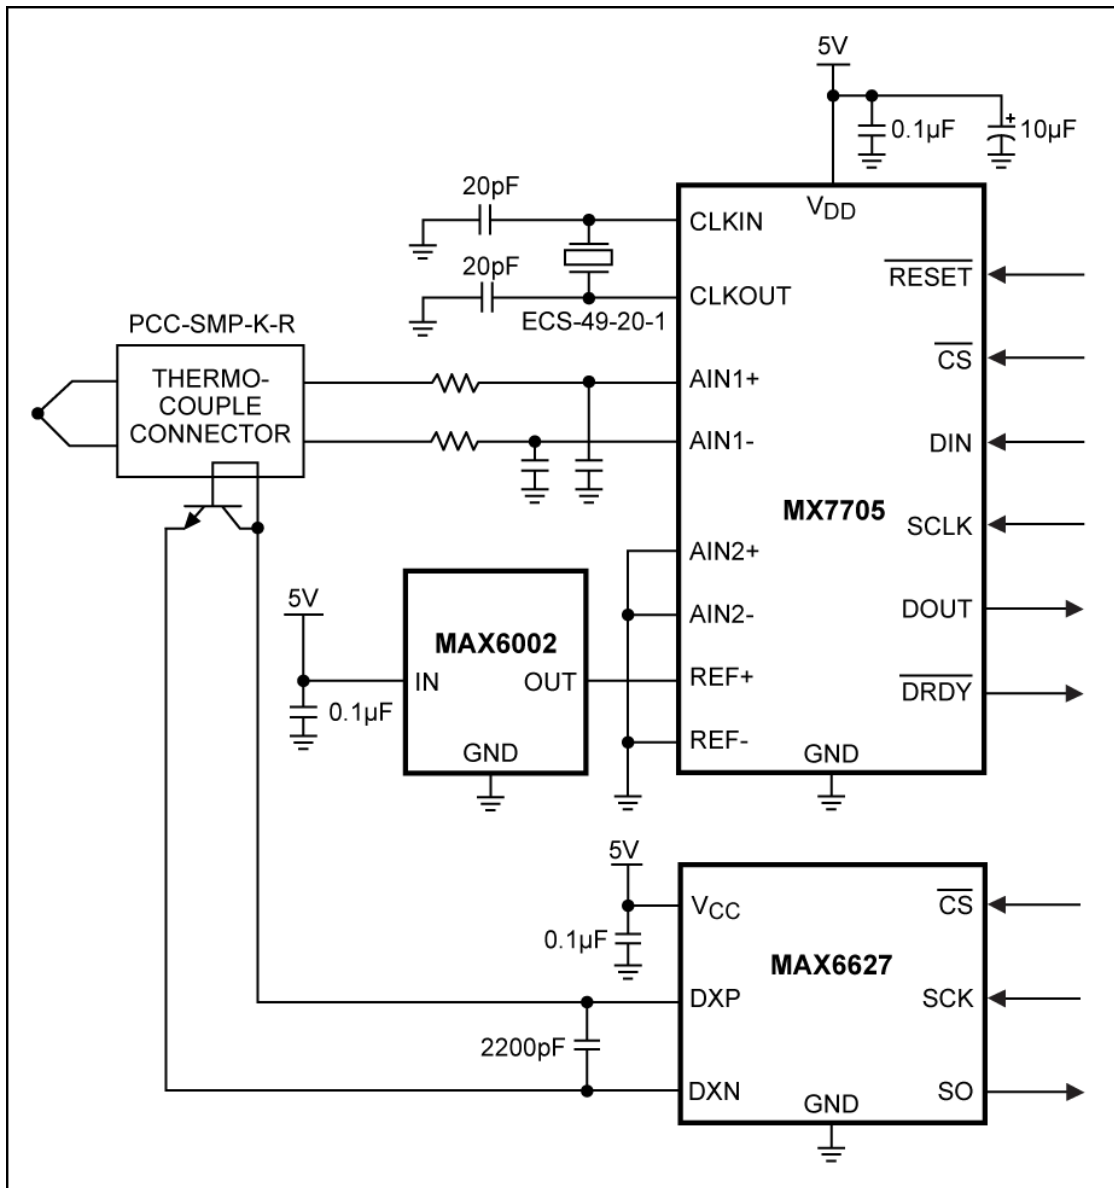 5V
0.1µF
+
10µF
20pF
VDD
CLKIN
RESET
20pF
CLKOUT
ECS-49-20-1
PCC-SMP-K-R
CS
THERMO-
COUPLE
CONNECTOR
AIN1+
AIN1-
DIN
MX7705
SCLK
AIN2+
5V
AIN2-
DOUT
MAX6002
IN
OUT
REF+
DRDY
0.1µF
REF-
GND
GND
5V
VCC
CS
0.1µF
MAX6627
DXP
SCK
2200pF
DXN
SO
GND